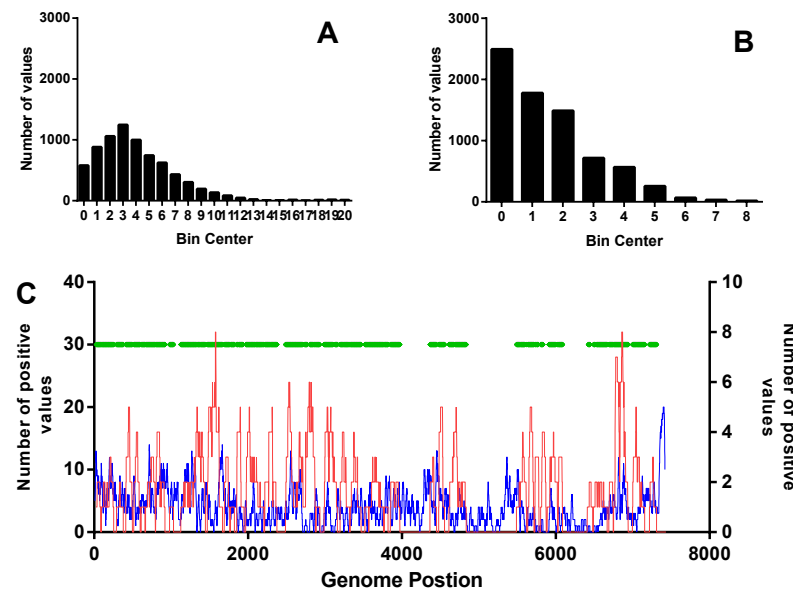 A
B
3000
2000
1000
0
Number of values
0 1 2 3 4 5 6 7 8 9 10 11 12 13 14 15 16 17 18 19 20
Bin Center
3000
2000
1000
0
Number of values
0 1 2 3 4 5 6 7 8
Bin Center
C
40
30
20
10
0
Number of positive
values
10
8
6
4
2
0
Number of positive
values
0 2000 4000 6000 8000
Genome Postion